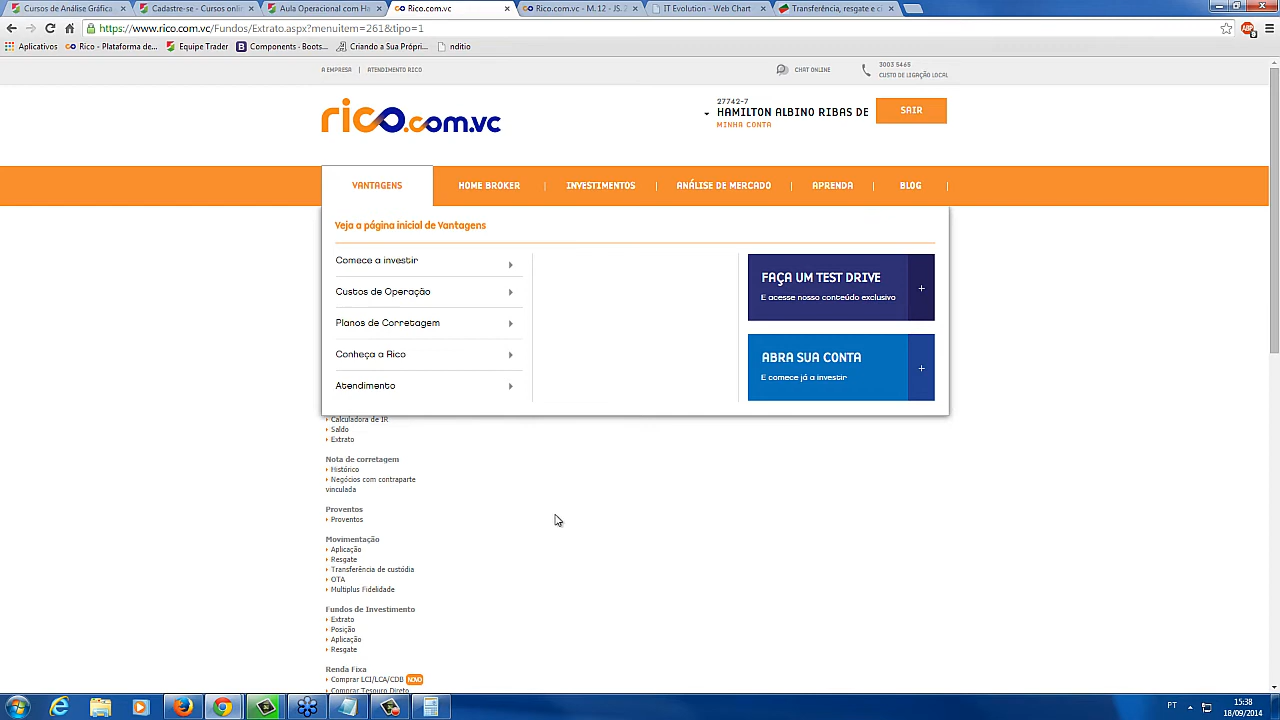 Cursos de Análise Gráfica
Cadastre-se - Cursos onlin
Aula Operacional com Ha
Rico.com.vc
Rico.com.vc - M. 12 - JS. 2
IT Evolution - Web Chart
Transferência, resgate e ci
https://www.rico.com.vc/Fundos/Extrato.aspx?menuitem=261&tipo=1
Aplicativos
Rico - Plataforma de...
Equipe Trader
Components · Boots...
Criando a Sua Própri...
nditio
A EMPRESA | ATENDIMENTO RICO
CHAT ONLINE
3003 5465
CUSTO DE LIGAÇÃO LOCAL
rico.com.vc
27742-7
HAMILTON ALBINO RIBAS DE
MINHA CONTA
SAIR
VANTAGENS
HOME BROKER
INVESTIMENTOS
ANÁLISE DE MERCADO
APRENDA
BLOG
Veja a página inicial de Vantagens
Comece a investir
Custos de Operação
Planos de Corretagem
Conheça a Rico
Atendimento
FAÇA UM TEST DRIVE
E acesse nosso conteúdo exclusivo
ABRA SUA CONTA
E comece já a investir
Calculadora de IR
Saldo
Extrato
Nota de corretagem
Histórico
Negócios com contraparte
vinculada
Proventos
Proventos
Movimentação
Aplicação
Resgate
Transferência de custódia
OTA
Multiplus Fidelidade
Fundos de Investimento
Extrato
Posição
Aplicação
Resgate
Renda Fixa
Comprar LCI/LCA/CDB NOVO
Comprar Tesouro Direto
PT
15:38
18/09/2014